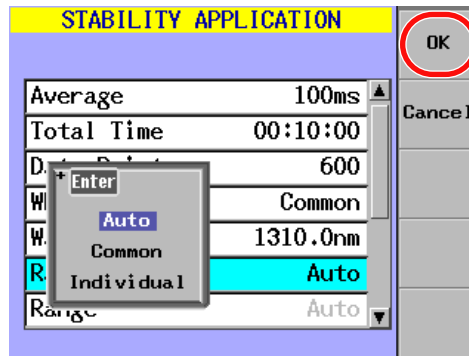 STABILITY APPLICATION
OK
Cancel
Average 100ms
Total Time 00:10:00
600
Enter
Common
Auto
1310.0nm
Common
Auto
Individual
Range Auto